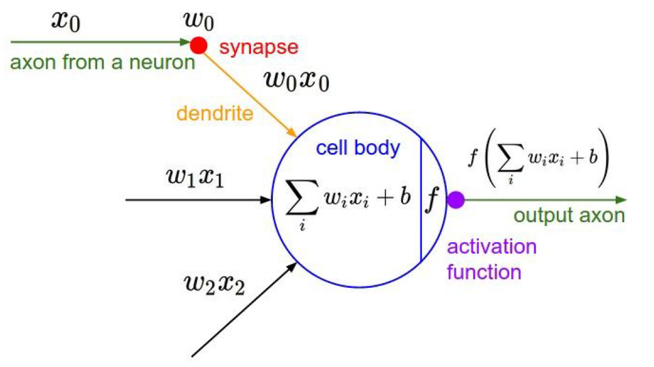 x₀
w₀
synapse
axon from a neuron
w₀x₀
dendrite
cell body
f(∑ᵢ wᵢxᵢ + b)
w₁x₁
∑ᵢ wᵢxᵢ + b
f
output axon
activation
function
w₂x₂